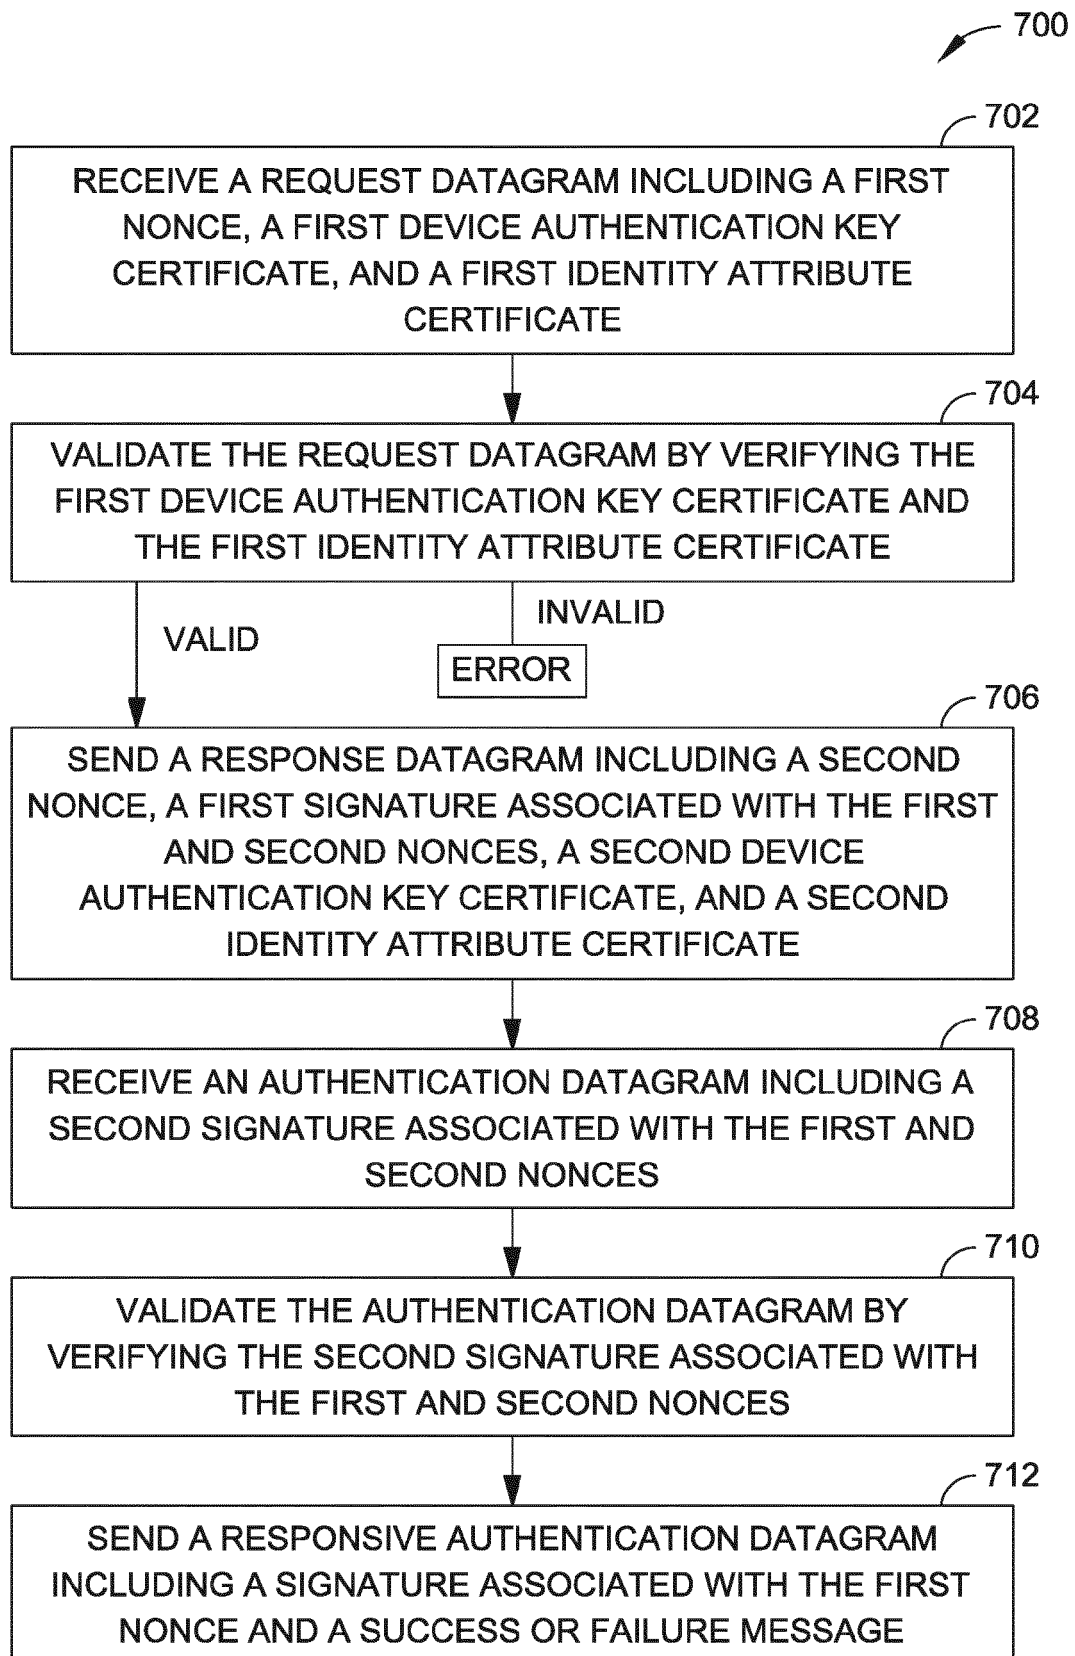 700
702
RECEIVE A REQUEST DATAGRAM INCLUDING A FIRST
NONCE, A FIRST DEVICE AUTHENTICATION KEY
CERTIFICATE, AND A FIRST IDENTITY ATTRIBUTE
CERTIFICATE
704
VALIDATE THE REQUEST DATAGRAM BY VERIFYING THE
FIRST DEVICE AUTHENTICATION KEY CERTIFICATE AND
THE FIRST IDENTITY ATTRIBUTE CERTIFICATE
INVALID
VALID
ERROR
706
SEND A RESPONSE DATAGRAM INCLUDING A SECOND
NONCE, A FIRST SIGNATURE ASSOCIATED WITH THE FIRST
AND SECOND NONCES, A SECOND DEVICE
AUTHENTICATION KEY CERTIFICATE, AND A SECOND
IDENTITY ATTRIBUTE CERTIFICATE
708
RECEIVE AN AUTHENTICATION DATAGRAM INCLUDING A
SECOND SIGNATURE ASSOCIATED WITH THE FIRST AND
SECOND NONCES
710
VALIDATE THE AUTHENTICATION DATAGRAM BY
VERIFYING THE SECOND SIGNATURE ASSOCIATED WITH
THE FIRST AND SECOND NONCES
712
SEND A RESPONSIVE AUTHENTICATION DATAGRAM
INCLUDING A SIGNATURE ASSOCIATED WITH THE FIRST
NONCE AND A SUCCESS OR FAILURE MESSAGE